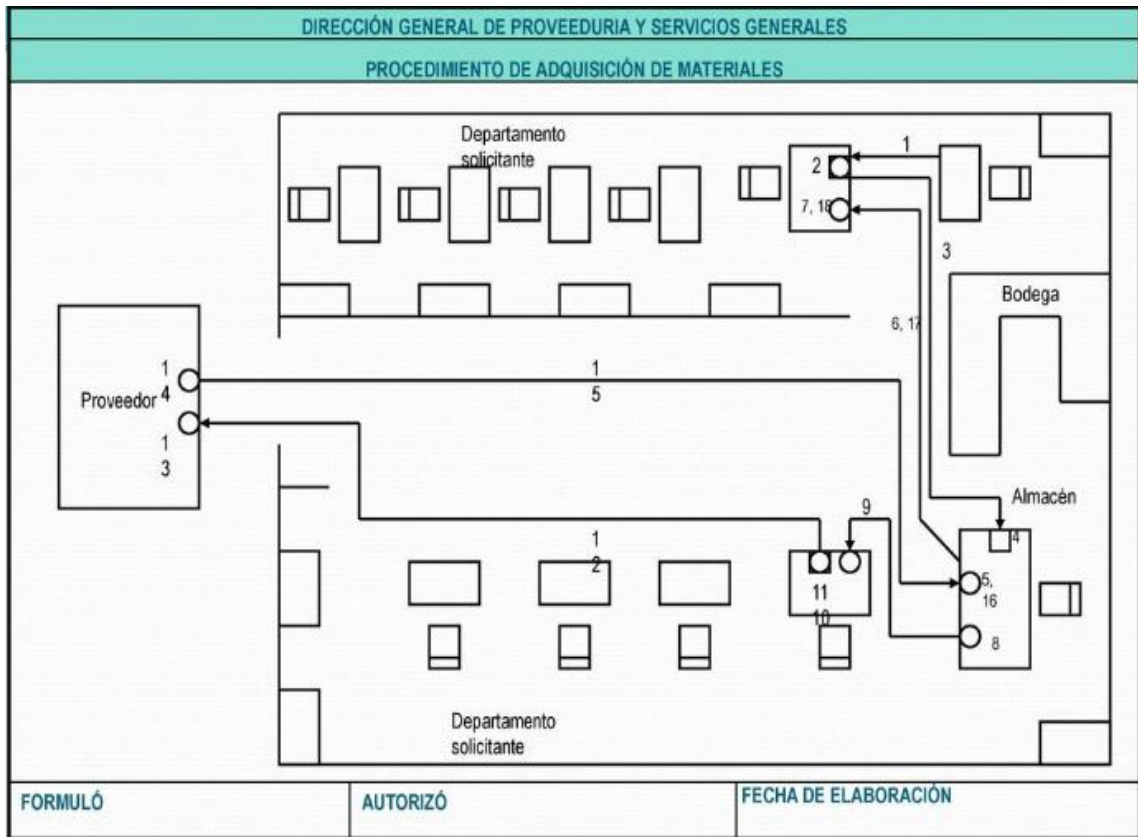 DIRECCIÓN GENERAL DE PROVEEDURIA Y SERVICIOS GENERALES
PROCEDIMIENTO DE ADQUISICIÓN DE MATERIALES
Departamento
solicitante
1
2
7, 18
3
Bodega
6, 17
1
4
Proveedor
1
3
1
5
Almacén
9
4
1
2
5,
16
11
10
8
Departamento
solicitante
FORMULÓ
AUTORIZÓ
FECHA DE ELABORACIÓN